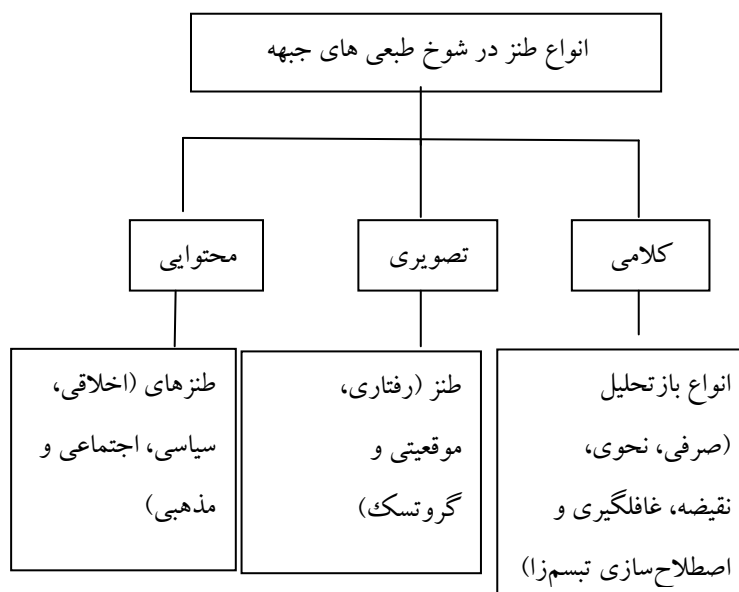 انواع طنز در شوخ طبعی های جبهه
کلامی
تصویری
محتوایی
انواع بازتحلیل
(صرفی، نحوی،
نقیضه، غافلگیری و
اصطلاح‌سازی تبسم‌زا)
طنز (رفتاری،
موقعیتی و
گروتسک)
طنزهای (اخلاقی،
سیاسی، اجتماعی و
مذهبی)